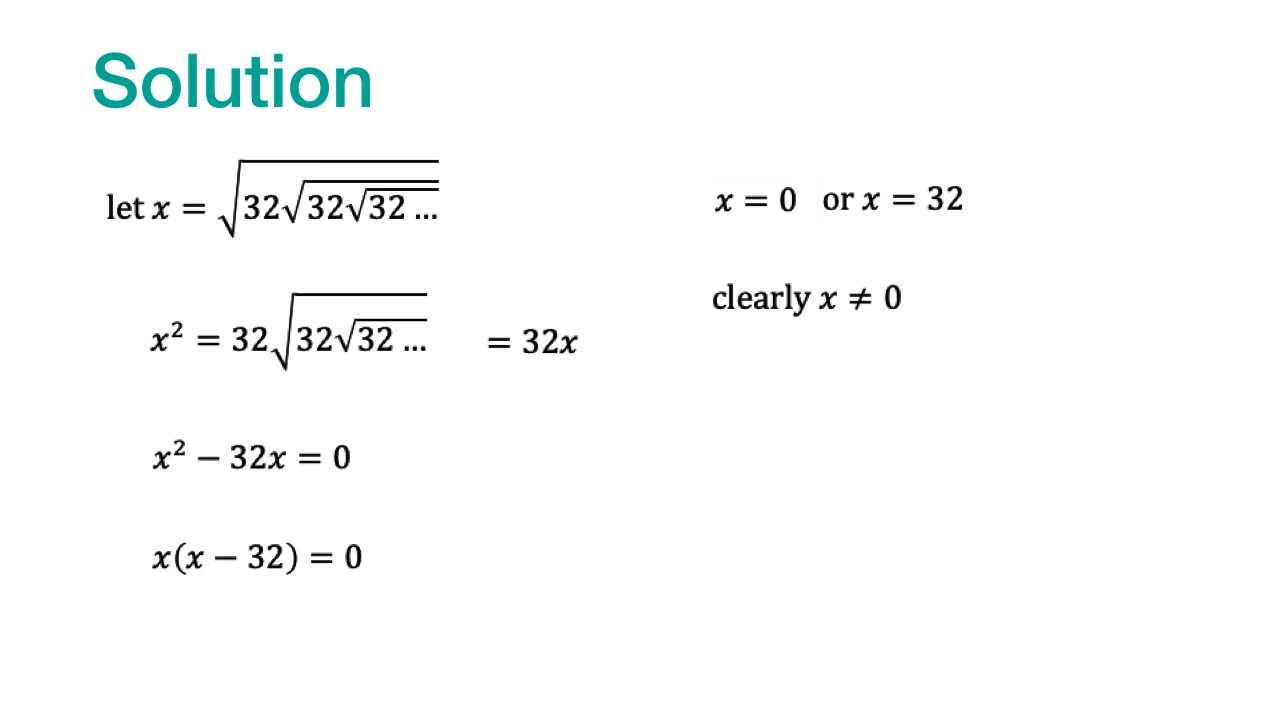 Solution
let x = √(32√(32√(32 ...
x² = 32√(32√(32 ... = 32x
x² − 32x = 0
x(x − 32) = 0
x = 0 or x = 32
clearly x ≠ 0